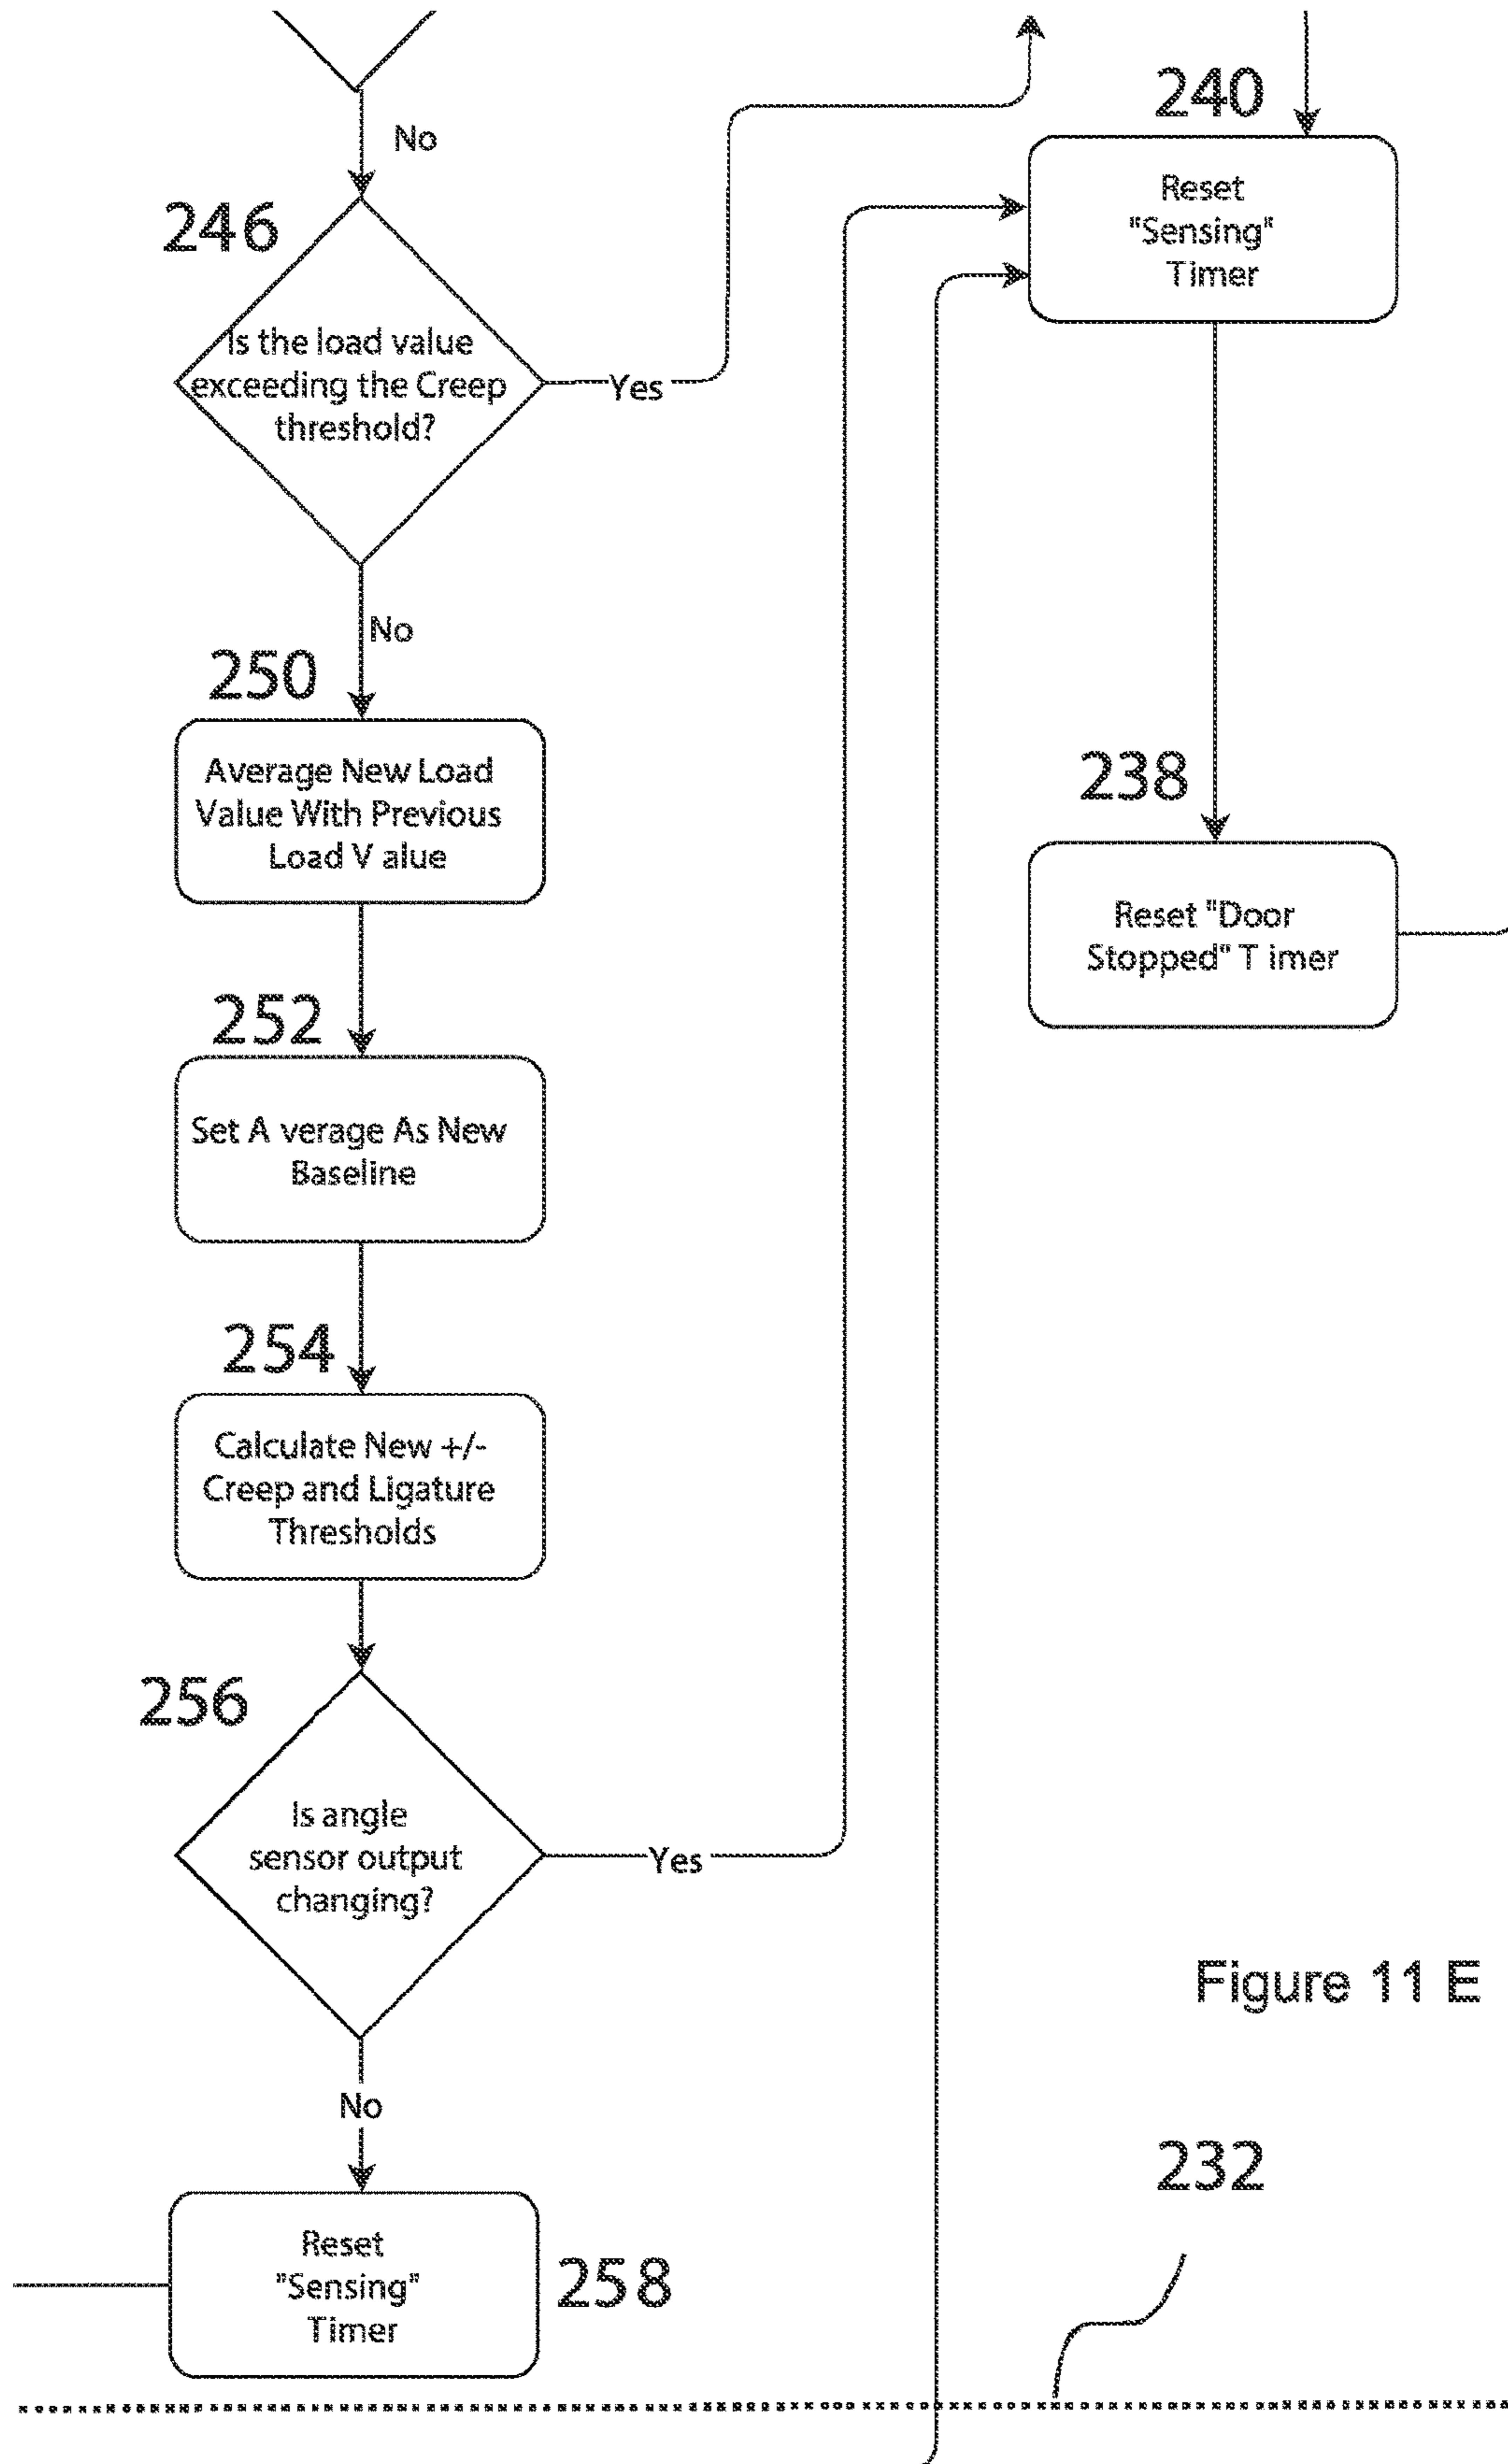 No
246
Is the load value
exceeding the Creep
threshold?
Yes
No
250
Average New Load
Value With Previous
Load V alue
252
Set A verage As New
Baseline
254
Calculate New +/-
Creep and Ligature
Thresholds
256
Is angle
sensor output
changing?
Yes
No
Reset
"Sensing"
Timer
258
240
Reset
"Sensing"
Timer
238
Reset "Door
Stopped" T imer
Figure 11 E
232